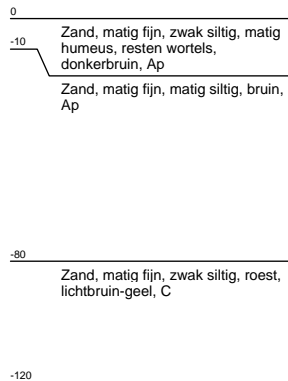 0
Zand, matig fijn, zwak siltig, matig
humeus, resten wortels,
donkerbruin, Ap
-10
Zand, matig fijn, matig siltig, bruin,
Ap
-80
Zand, matig fijn, zwak siltig, roest,
lichtbruin-geel, C
-120